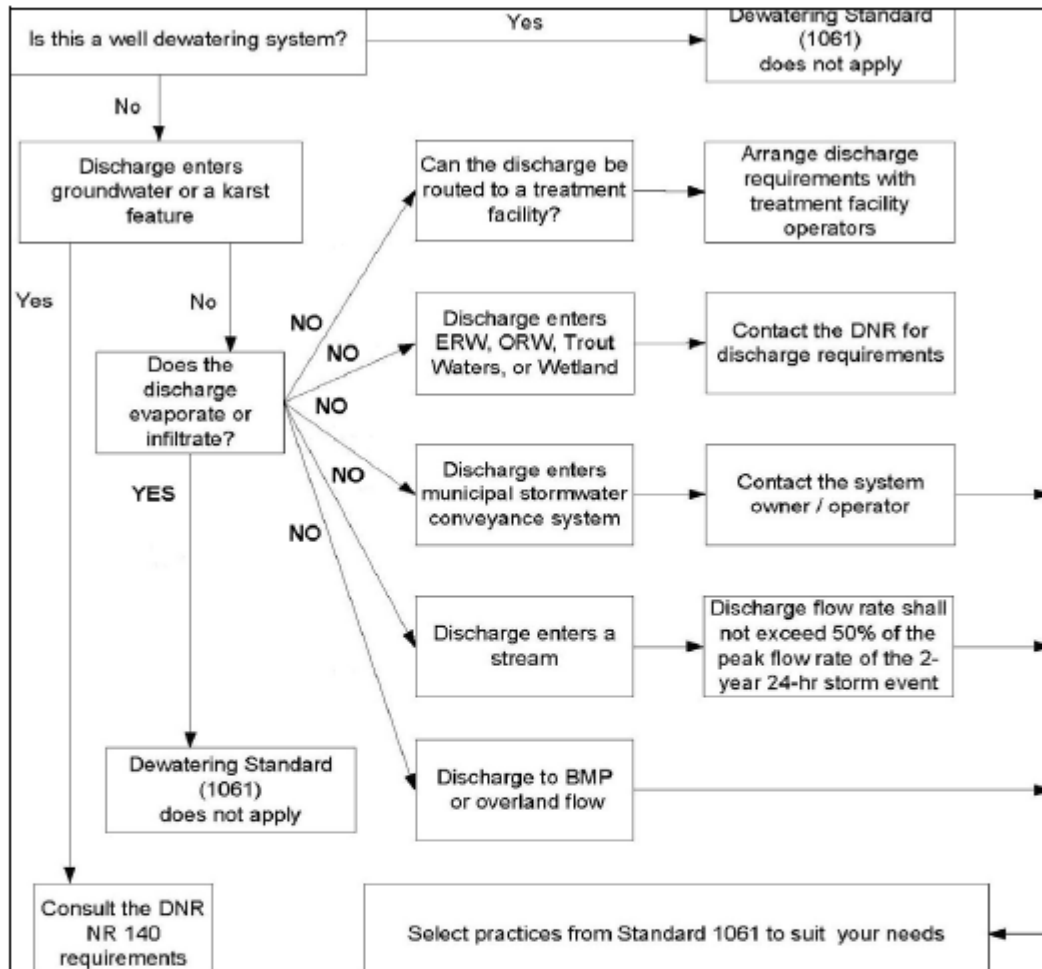 Is this a well dewatering system?
Yes
Dewatering Standard
(1061)
does not apply
No
Discharge enters
groundwater or a karst
feature
Can the discharge be
routed to a treatment
facility?
Arrange discharge
requirements with
treatment facility
operators
Yes
No
NO
Discharge enters
ERW, ORW, Trout
Waters, or Wetland
Contact the DNR for
discharge requirements
NO
Does the
discharge
evaporate or
infiltrate?
NO
Discharge enters
municipal stormwater
conveyance system
Contact the system
owner / operator
NO
YES
NO
Discharge enters a
stream
Discharge flow rate shall
not exceed 50% of the
peak flow rate of the 2-
year 24-hr storm event
Dewatering Standard
(1061)
does not apply
Discharge to BMP
or overland flow
Consult the DNR
NR 140
requirements
Select practices from Standard 1061 to suit your needs